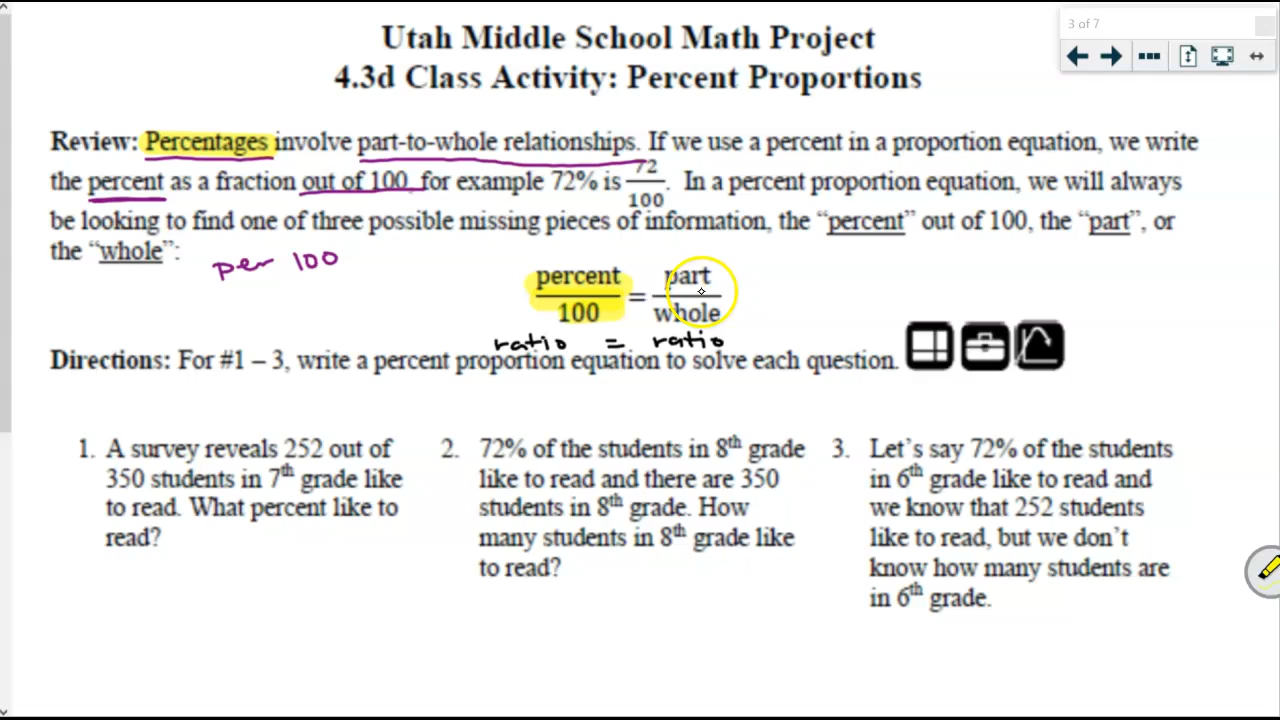 3 of 7
Utah Middle School Math Project
4.3d Class Activity: Percent Proportions
Review: Percentages involve part-to-whole relationships. If we use a percent in a proportion equation, we write
the percent as a fraction out of 100, for example 72% is 72/100. In a percent proportion equation, we will always
be looking to find one of three possible missing pieces of information, the “percent” out of 100, the “part”, or
the “whole”:
per 100
percent/100 = part/whole
ratio = ratio
Directions: For #1 – 3, write a percent proportion equation to solve each question.
1. A survey reveals 252 out of
350 students in 7th grade like
to read. What percent like to
read?
2. 72% of the students in 8th grade
like to read and there are 350
students in 8th grade. How
many students in 8th grade like
to read?
3. Let’s say 72% of the students
in 6th grade like to read and
we know that 252 students
like to read, but we don’t
know how many students are
in 6th grade.